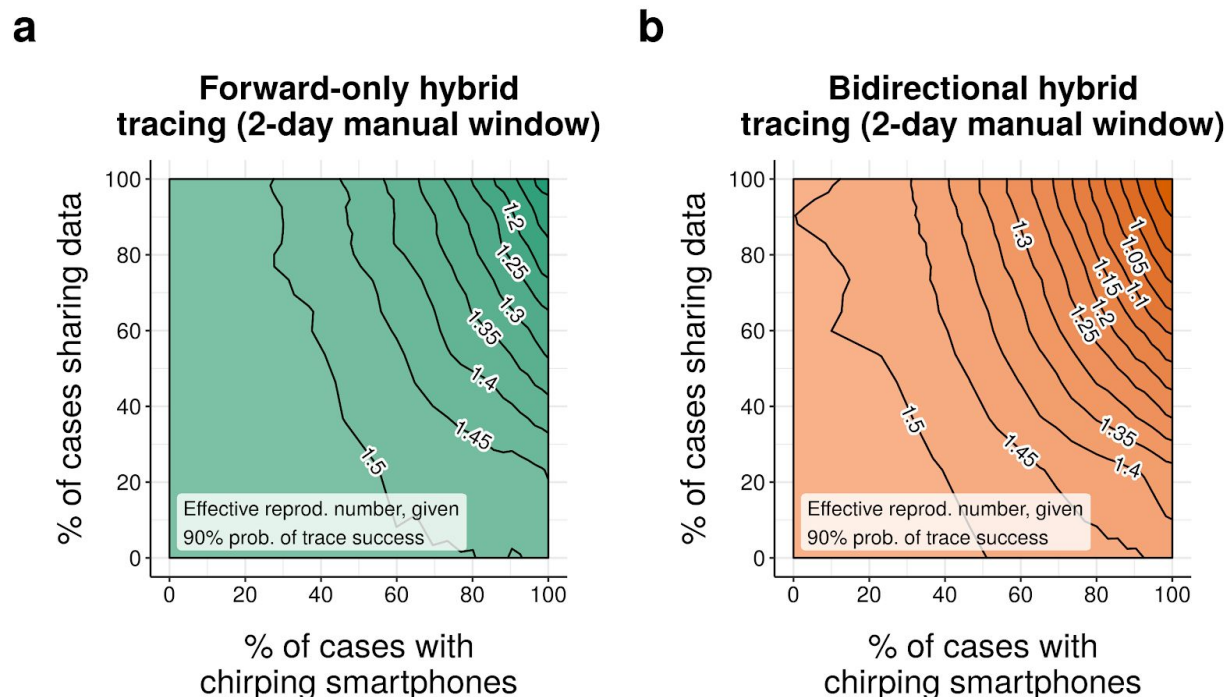 a
Forward-only hybrid
tracing (2-day manual window)
% of cases sharing data
100
80
60
40
20
0
1.2
1.25
1.3
1.35
1.4
1.45
1.5
Effective reprod. number, given
90% prob. of trace success
0 20 40 60 80 100
% of cases with
chirping smartphones
b
Bidirectional hybrid
tracing (2-day manual window)
% of cases sharing data
100
80
60
40
20
0
1
1.05
1.1
1.15
1.2
1.25
1.3
1.35
1.4
1.45
1.5
Effective reprod. number, given
90% prob. of trace success
0 20 40 60 80 100
% of cases with
chirping smartphones